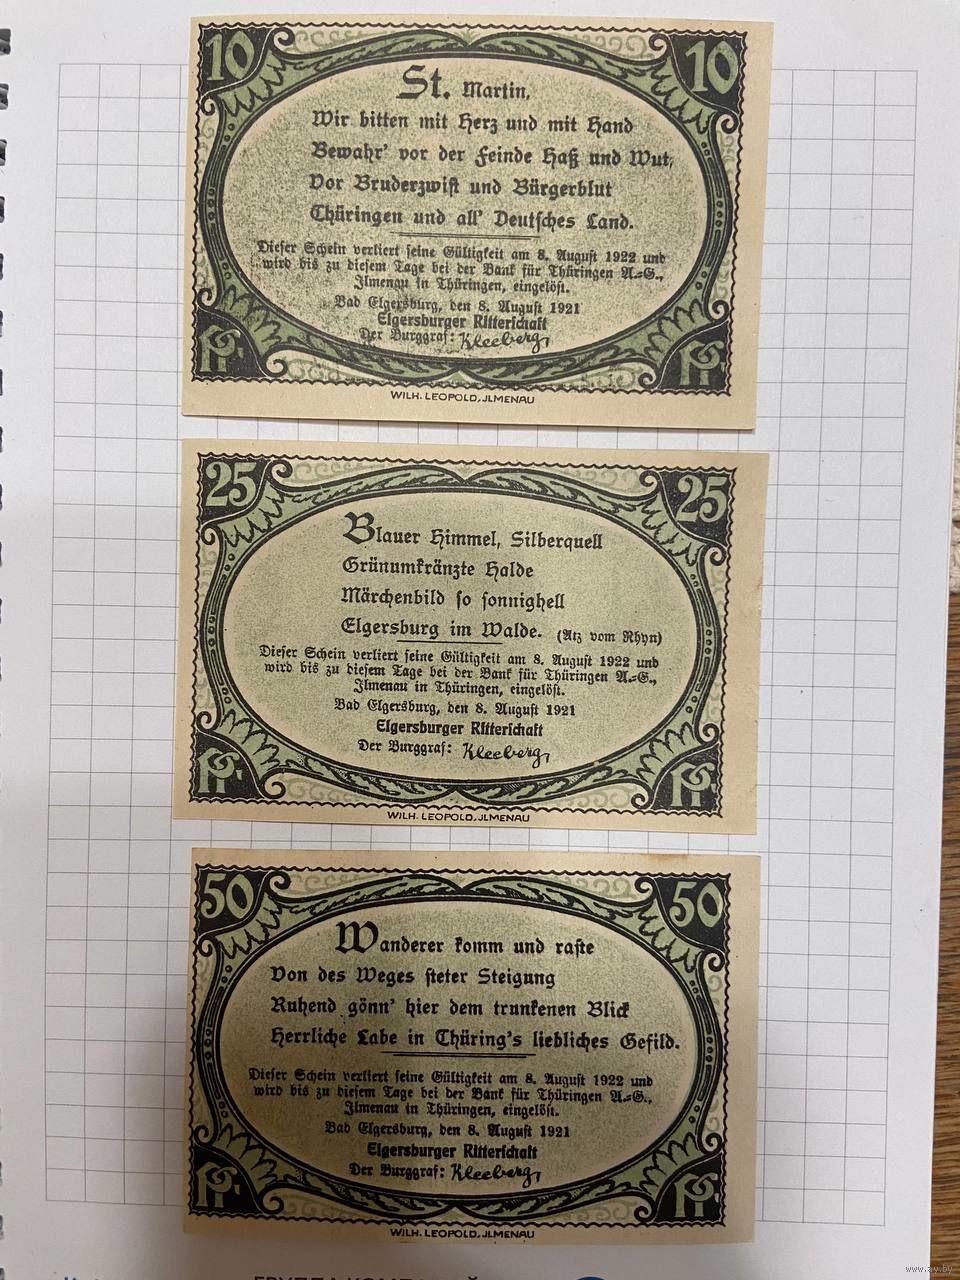 10 10
St. Martin,
Wir bitten mit Herz und mit Hand
Bewahr' vor der Feinde Haß und Wut,
Vor Bruderzwist und Bürgerblut
Thüringen und all' Deutsches Land.
Dieser Schein verliert seine Gültigkeit am 8. August 1922 und
wird bis zu diesem Tage bei der Bank für Thüringen A.=G.,
Ilmenau in Thüringen, eingelöst.
Bad Elgersburg, den 8. August 1921
Elgersburger Ritterschaft
Der Burggraf: Kleeberg
Pf. Pf.
WILH. LEOPOLD, JLMENAU
25 25
Blauer Himmel, Silberquell
Grünumkränzte Halde
Märchenbild so sonnighell
Elgersburg im Walde. (Atz vom Rhyn)
Dieser Schein verliert seine Gültigkeit am 8. August 1922 und
wird bis zu diesem Tage bei der Bank für Thüringen A.=G.,
Ilmenau in Thüringen, eingelöst.
Bad Elgersburg, den 8. August 1921
Elgersburger Ritterschaft
Der Burggraf: Kleeberg
Pf. Pf.
WILH. LEOPOLD, JLMENAU
50 50
Wanderer komm und raste
Von des Weges steter Steigung
Ruhend gönn' hier dem trunkenen Blick
Herrliche Labe in Thüring's liebliches Gefild.
Dieser Schein verliert seine Gültigkeit am 8. August 1922 und
wird bis zu diesem Tage bei der Bank für Thüringen A.=G.,
Ilmenau in Thüringen, eingelöst.
Bad Elgersburg, den 8. August 1921
Elgersburger Ritterschaft
Der Burggraf: Kleeberg
Pf. Pf.
WILH. LEOPOLD, JLMENAU
www.ay.by